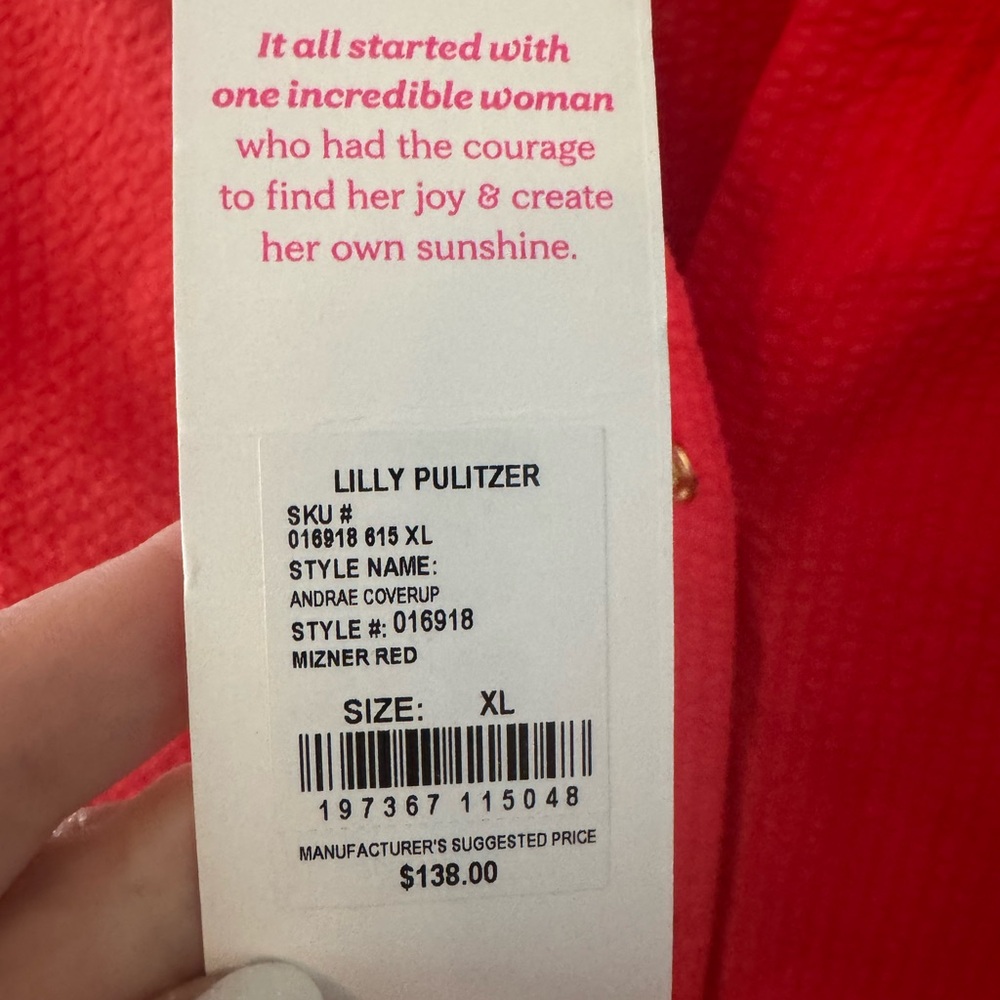 It all started with
one incredible woman
who had the courage
to find her joy & create
her own sunshine.
LILLY PULITZER
SKU #
016918 615 XL
STYLE NAME:
ANDRAE COVERUP
STYLE #: 016918
MIZNER RED
SIZE: XL
197367 115048
MANUFACTURER'S SUGGESTED PRICE
$138.00